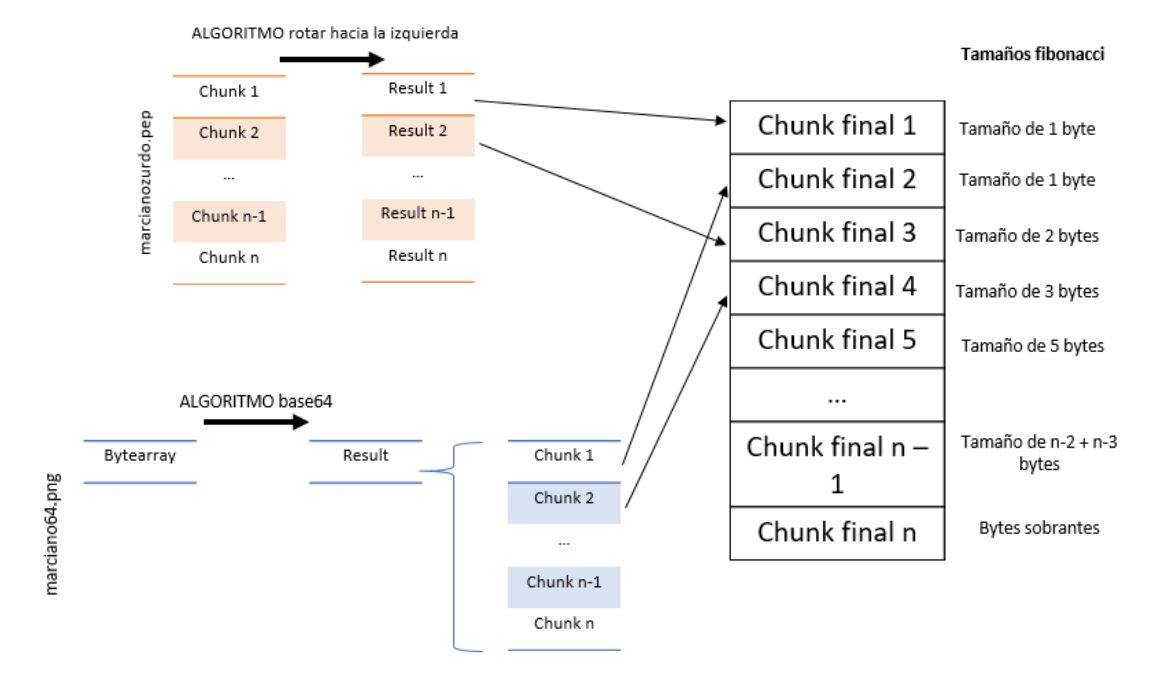 ALGORITMO rotar hacia la izquierda
marcianozurdo.pep
Chunk 1
Chunk 2
...
Chunk n-1
Chunk n
Result 1
Result 2
...
Result n-1
Result n
ALGORITMO base64
marciano64.png
Bytearray
Result
Chunk 1
Chunk 2
...
Chunk n-1
Chunk n
Tamaños fibonacci
Chunk final 1
Tamaño de 1 byte
Chunk final 2
Tamaño de 1 byte
Chunk final 3
Tamaño de 2 bytes
Chunk final 4
Tamaño de 3 bytes
Chunk final 5
Tamaño de 5 bytes
...
Chunk final n –
1
Tamaño de n-2 + n-3
bytes
Chunk final n
Bytes sobrantes